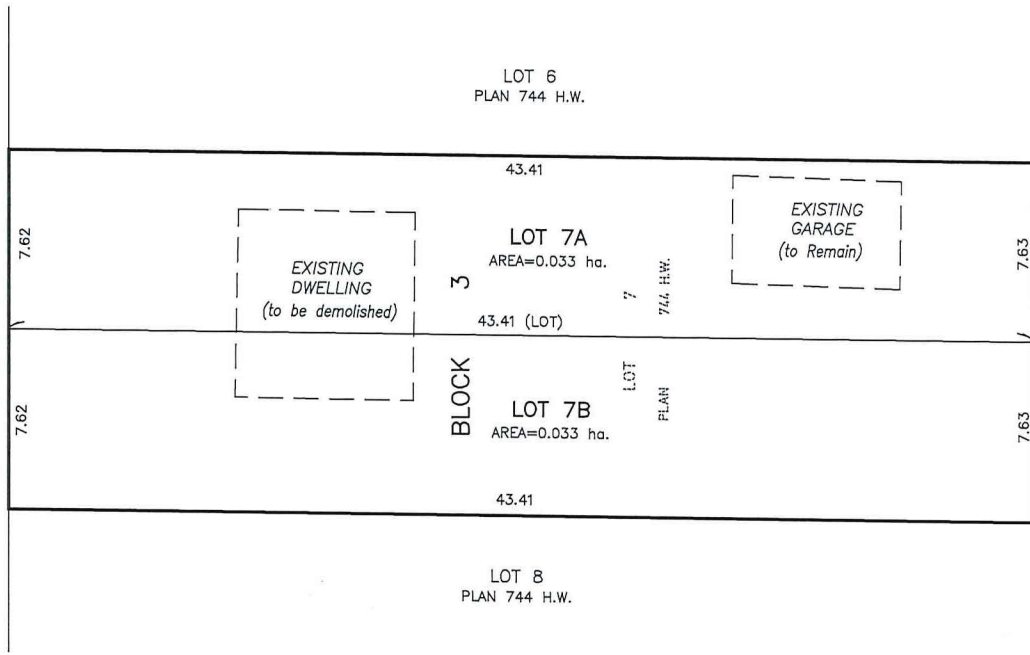 LOT 6
PLAN 744 H.W.
43.41
7.62
LOT 7A
AREA=0.033 ha.
EXISTING
GARAGE
(to Remain)
7.63
EXISTING
DWELLING
(to be demolished)
43.41 (LOT)
BLOCK 3
LOT 7
PLAN 744 H.W.
7.62
LOT 7B
AREA=0.033 ha.
7.63
43.41
LOT 8
PLAN 744 H.W.